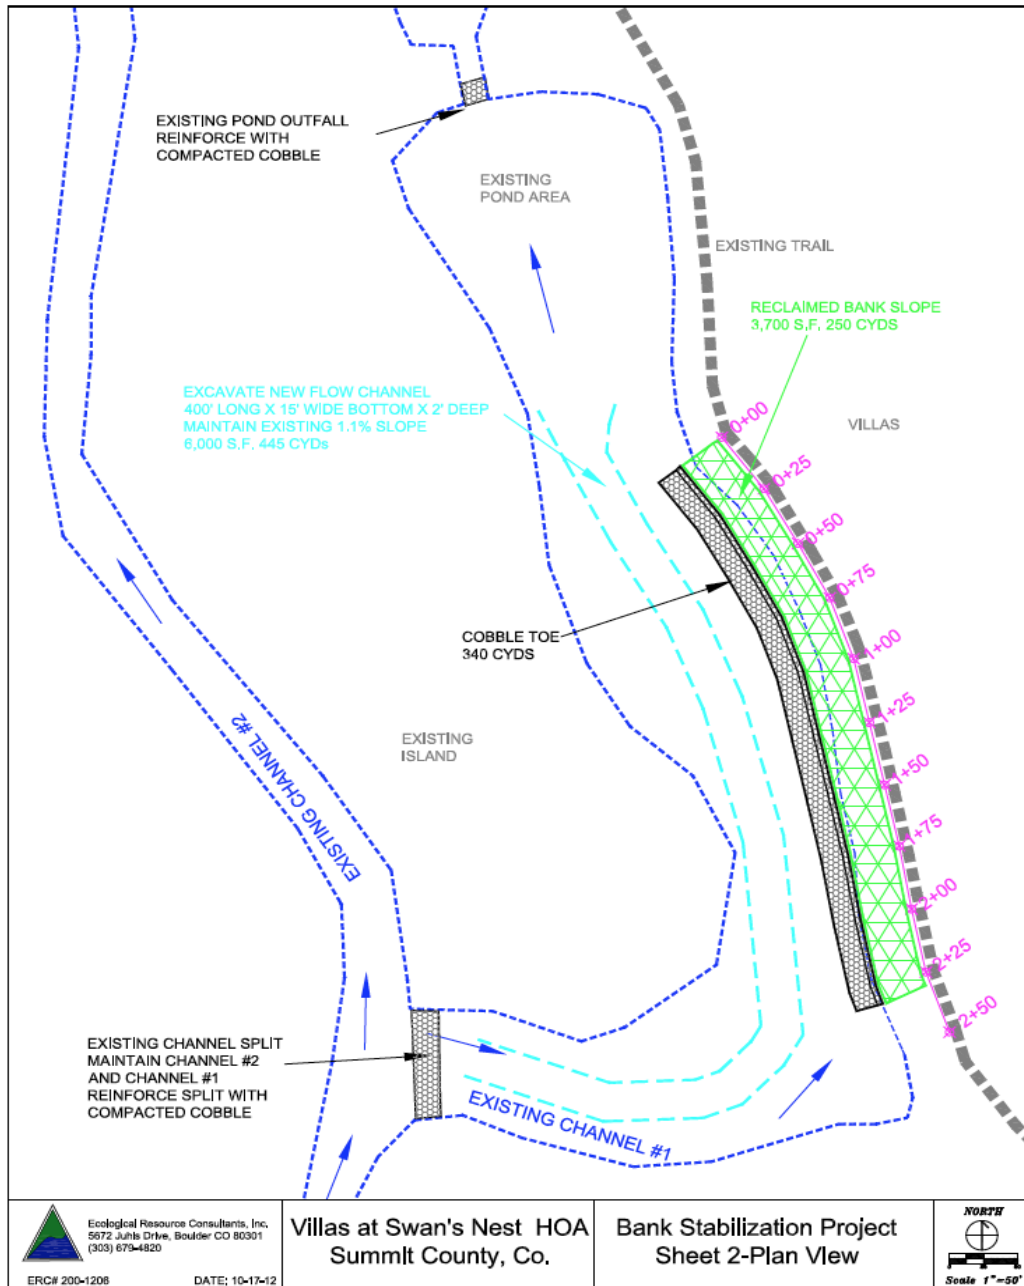 EXISTING POND OUTFALL
REINFORCE WITH
COMPACTED COBBLE
EXISTING
POND AREA
EXISTING TRAIL
RECLAIMED BANK SLOPE
3,700 S.F. 250 CYDS
EXCAVATE NEW FLOW CHANNEL
400' LONG X 15' WIDE BOTTOM X 2' DEEP
MAINTAIN EXISTING 1.1% SLOPE
6,000 S.F. 445 CYDs
VILLAS
0+00
0+25
0+50
0+75
1+00
1+25
1+50
1+75
2+00
2+25
2+50
COBBLE TOE
340 CYDS
EXISTING
ISLAND
EXISTING CHANNEL #2
EXISTING CHANNEL SPLIT
MAINTAIN CHANNEL #2
AND CHANNEL #1
REINFORCE SPLIT WITH
COMPACTED COBBLE
EXISTING CHANNEL #1
Ecological Resource Consultants, Inc.
5672 Juhls Drive, Boulder CO 80301
(303) 679-4820
ERC# 200-1206
DATE: 10-17-12
Villas at Swan's Nest HOA
Summit County, Co.
Bank Stabilization Project
Sheet 2-Plan View
NORTH
Scale 1"=50'